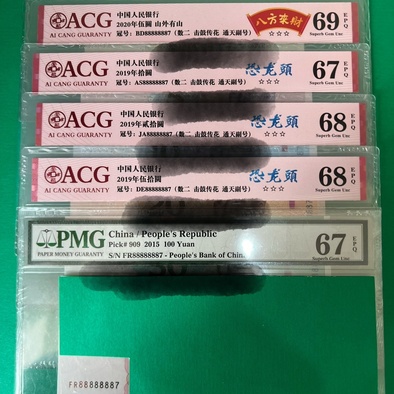 ACG
AI CANG GUARANTY
中国人民银行
2020年伍圆 山外有山
冠号: BD88888887 (数二 击鼓传花 通天副号)
八方来财
☆☆☆
69 EPQ
Superb Gem Unc
ACG
AI CANG GUARANTY
中国人民银行
2019年拾圆
冠号: AS88888887 (数二 击鼓传花 通天副号)
恐龙頭
☆☆☆
67 EPQ
Superb Gem Unc
ACG
AI CANG GUARANTY
中国人民银行
2019年贰拾圆
冠号: JA88888887 (数二 击鼓传花 通天副号)
恐龙頭
☆☆☆
68 EPQ
Superb Gem Unc
ACG
AI CANG GUARANTY
中国人民银行
2019年伍拾圆
冠号: DE88888887 (数二 击鼓传花 通天副号)
恐龙頭
☆☆☆
68 EPQ
Superb Gem Unc
PMG
PAPER MONEY GUARANTY
China / People's Republic
Pick# 909 2015 100 Yuan
S/N FR88888887 - People's Bank of China
67 EPQ
Superb Gem Unc
FR88888887